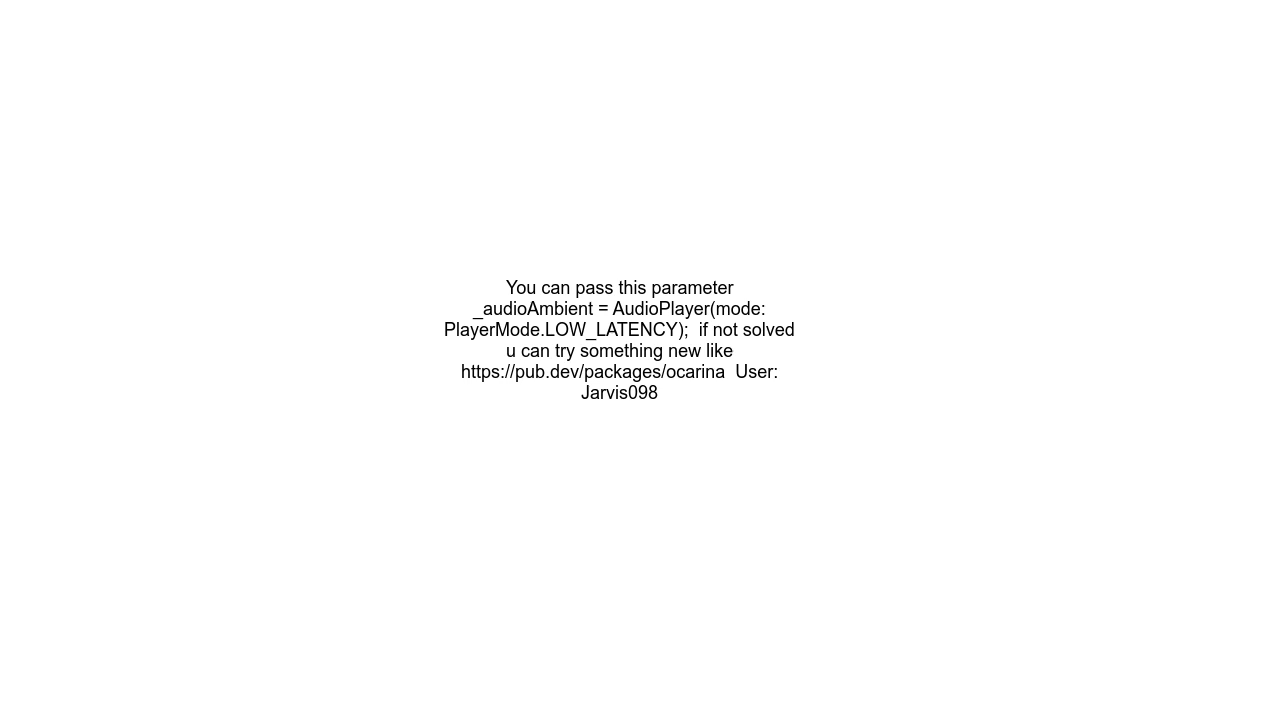 You can pass this parameter
_audioAmbient = AudioPlayer(mode:
PlayerMode.LOW_LATENCY);  if not solved
u can try something new like
https://pub.dev/packages/ocarina  User:
Jarvis098